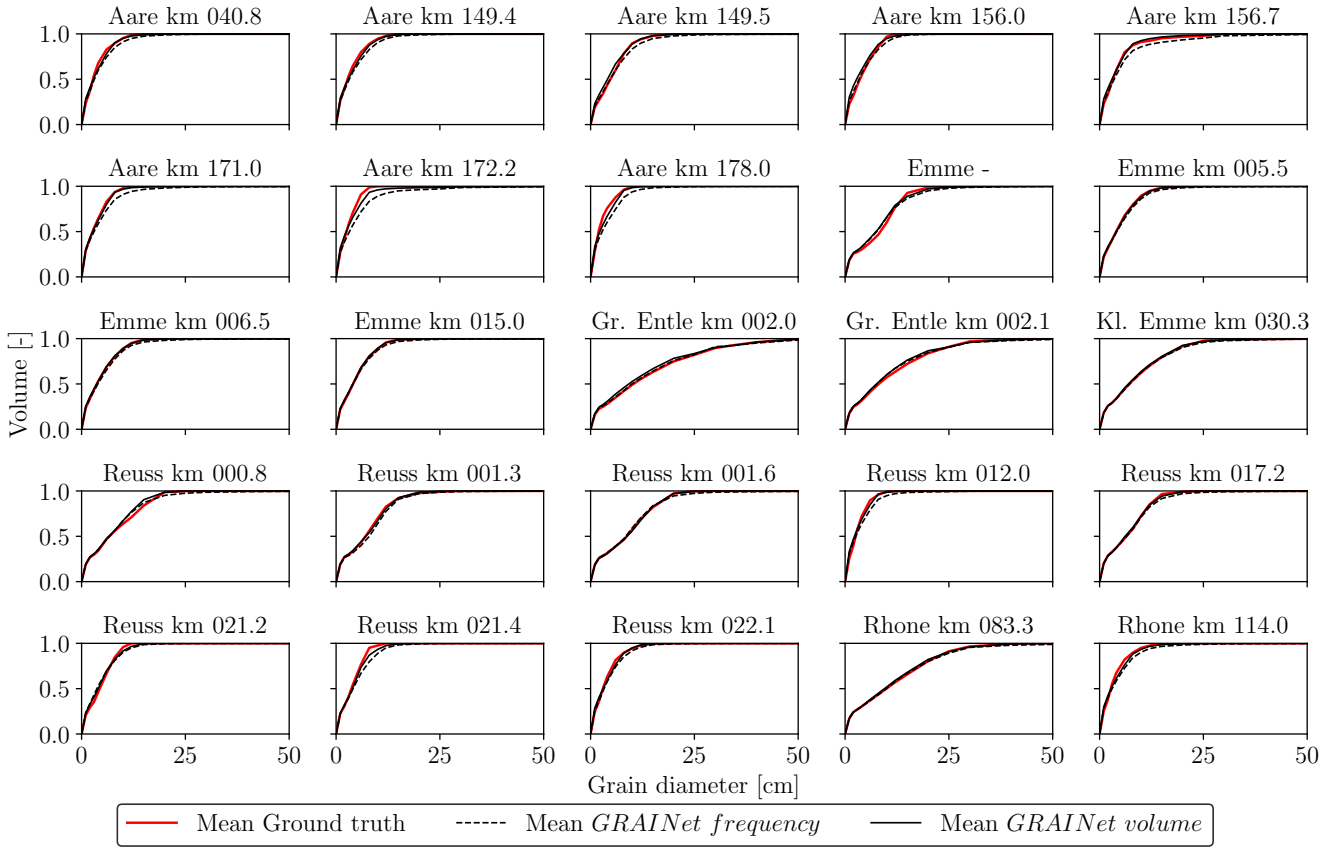 Aare km 040.8 Aare km 149.4 Aare km 149.5 Aare km 156.0 Aare km 156.7
1.0
0.5
0.0
Aare km 171.0 Aare km 172.2 Aare km 178.0 Emme - Emme km 005.5
1.0
0.5
0.0
Emme km 006.5 Emme km 015.0 Gr. Entle km 002.0 Gr. Entle km 002.1 Kl. Emme km 030.3
1.0
0.5
0.0
Volume [-]
Reuss km 000.8 Reuss km 001.3 Reuss km 001.6 Reuss km 012.0 Reuss km 017.2
1.0
0.5
0.0
Reuss km 021.2 Reuss km 021.4 Reuss km 022.1 Rhone km 083.3 Rhone km 114.0
1.0
0.5
0.0
0 25 50 0 25 50 0 25 50 0 25 50 0 25 50
Grain diameter [cm]
Mean Ground truth Mean GRAINet frequency Mean GRAINet volume